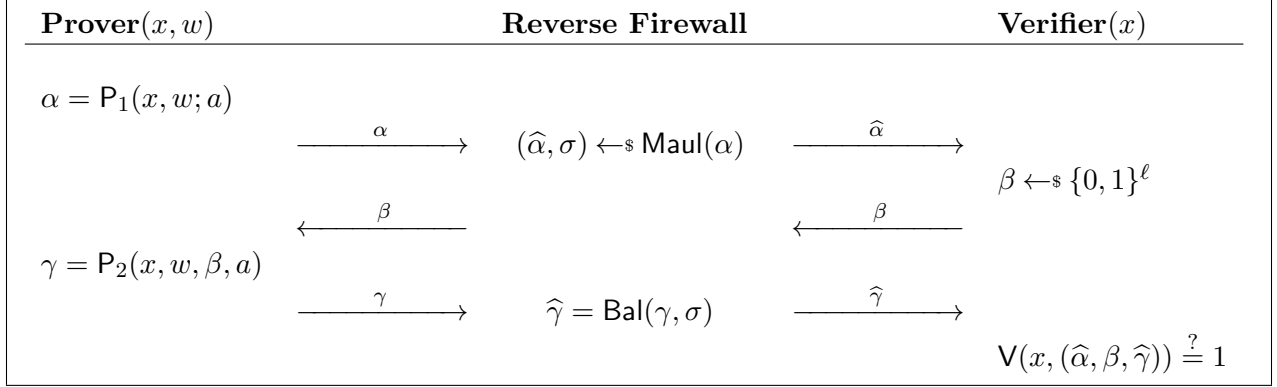 Prover(x, w) Reverse Firewall Verifier(x)
α = P₁(x, w; a)
α (α̂, σ) ←$ Maul(α) α̂
β ←$ {0, 1}^ℓ
β β
γ = P₂(x, w, β, a)
γ γ̂ = Bal(γ, σ) γ̂
V(x, (α̂, β, γ̂)) ≟ 1